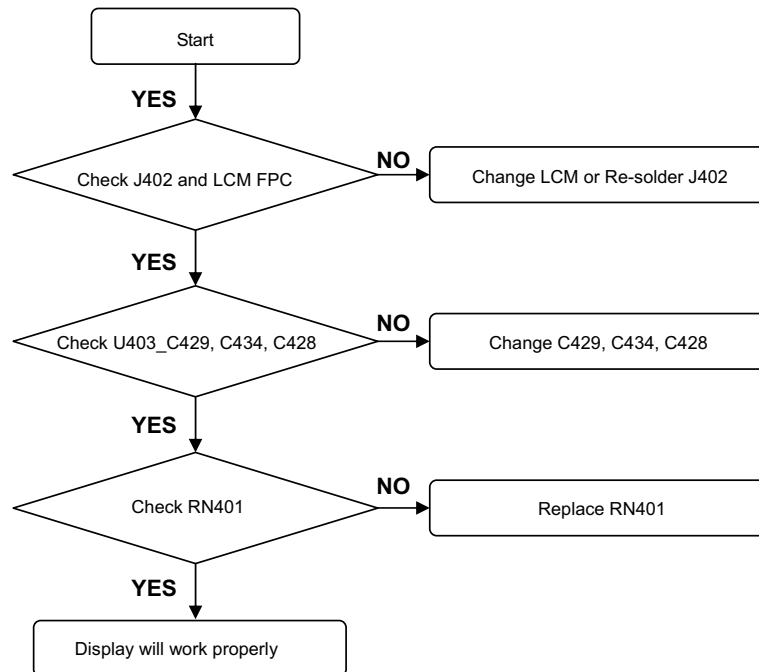 Start
YES
Check J402 and LCM FPC
NO
Change LCM or Re-solder J402
YES
Check U403_C429, C434, C428
NO
Change C429, C434, C428
YES
Check RN401
NO
Replace RN401
YES
Display will work properly